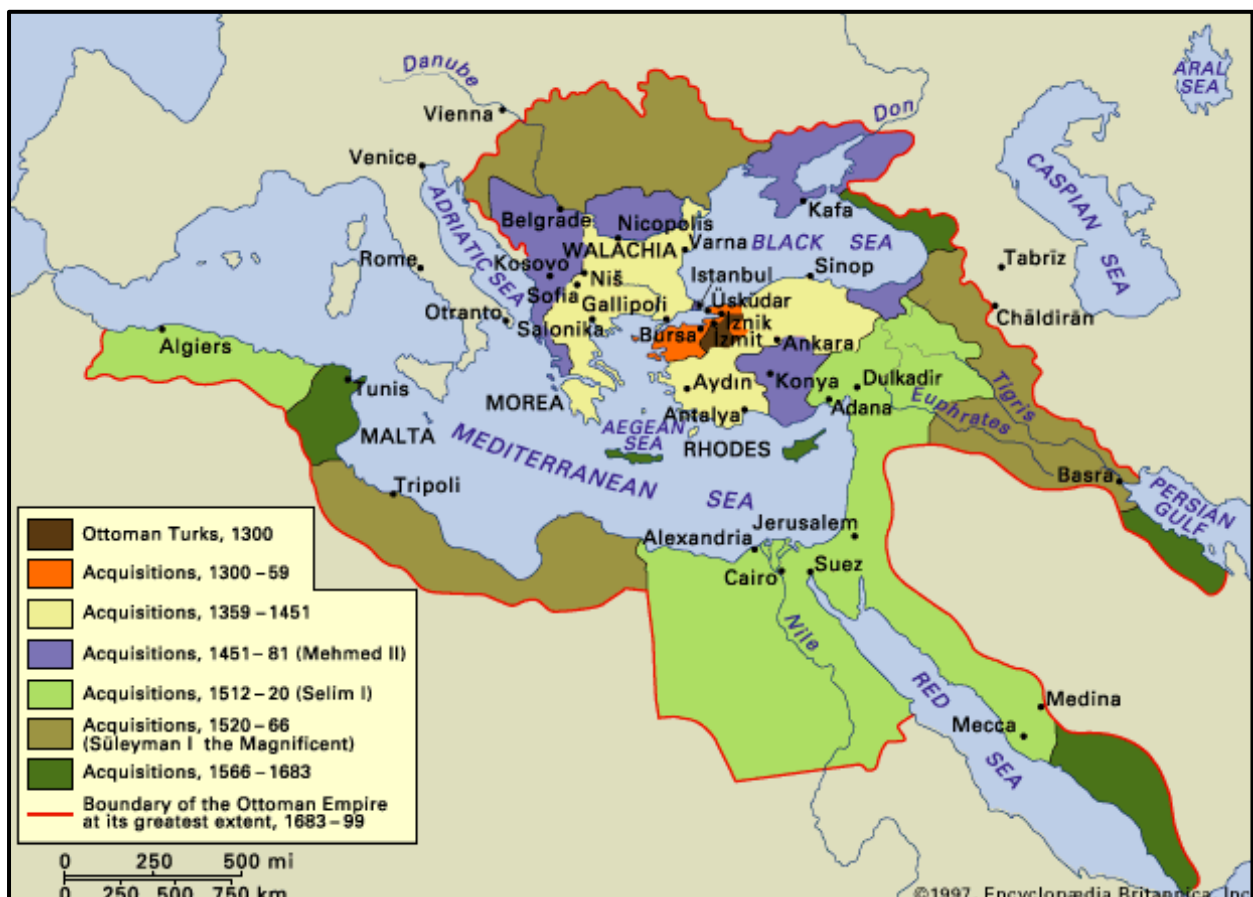 Danube
Vienna
Venice
ADRIATIC SEA
Belgrade
Nicopolis
WALACHIA
Varna
Don
Kafa
BLACK SEA
ARAL
SEA
CASPIAN
SEA
Rome
Kosovo
Niš
Sofia
Istanbul
Sinop
Tabrīz
Otranto
Gallipoli
Üsküdar
Salonika
Bursa
İznik
İzmit
Ankara
Chāldirān
Algiers
Tunis
MOREA
Aydın
Konya
Dulkadir
Antalya
Adana
Tigris
Euphrates
MALTA
AEGEAN
SEA
RHODES
MEDITERRANEAN SEA
Tripoli
Basra
PERSIAN
GULF
Jerusalem
Alexandria
Cairo
Suez
Nile
RED
SEA
Medina
Mecca
Ottoman Turks, 1300
Acquisitions, 1300–59
Acquisitions, 1359–1451
Acquisitions, 1451–81 (Mehmed II)
Acquisitions, 1512–20 (Selim I)
Acquisitions, 1520–66
(Süleyman I the Magnificent)
Acquisitions, 1566–1683
Boundary of the Ottoman Empire
at its greatest extent, 1683–99
0 250 500 mi
0 250 500 750 km
©1997, Encyclopædia Britannica, Inc